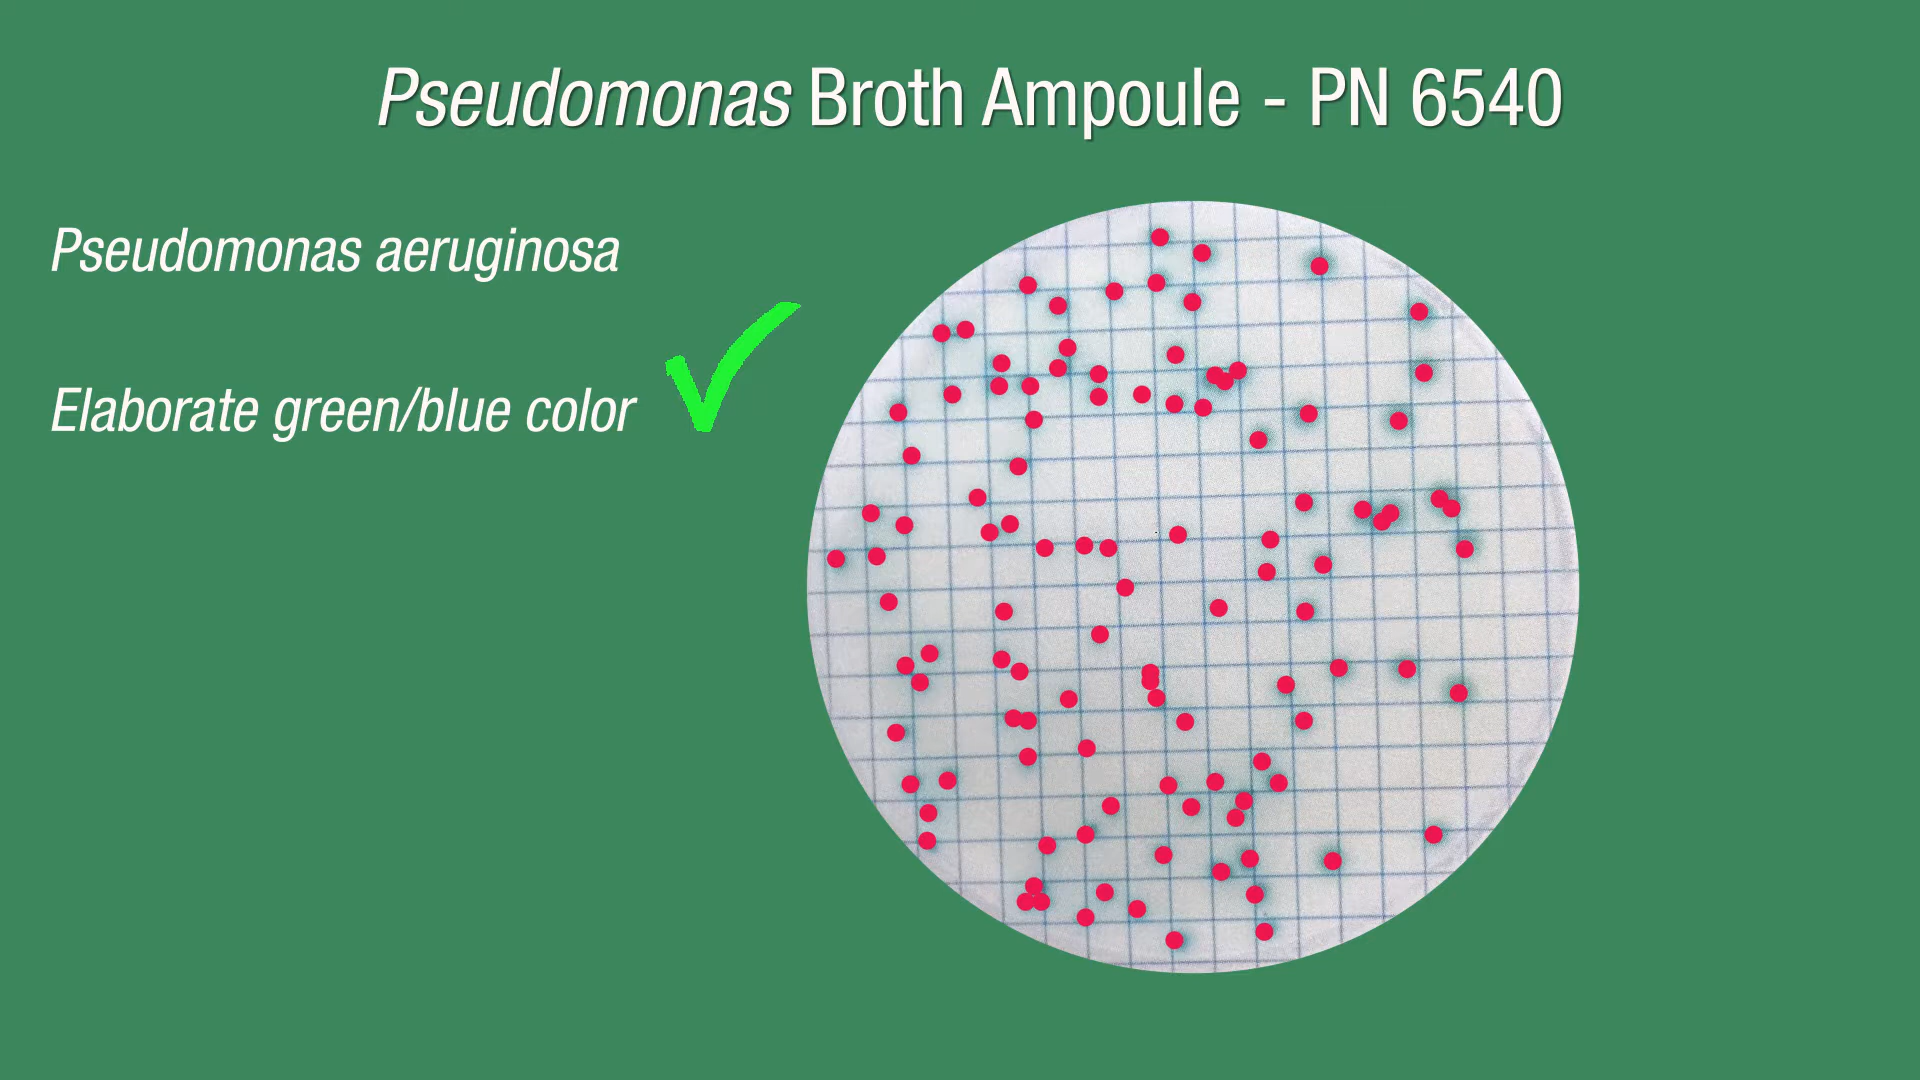 Pseudomonas Broth Ampoule - PN 6540
Pseudomonas aeruginosa
Elaborate green/blue color